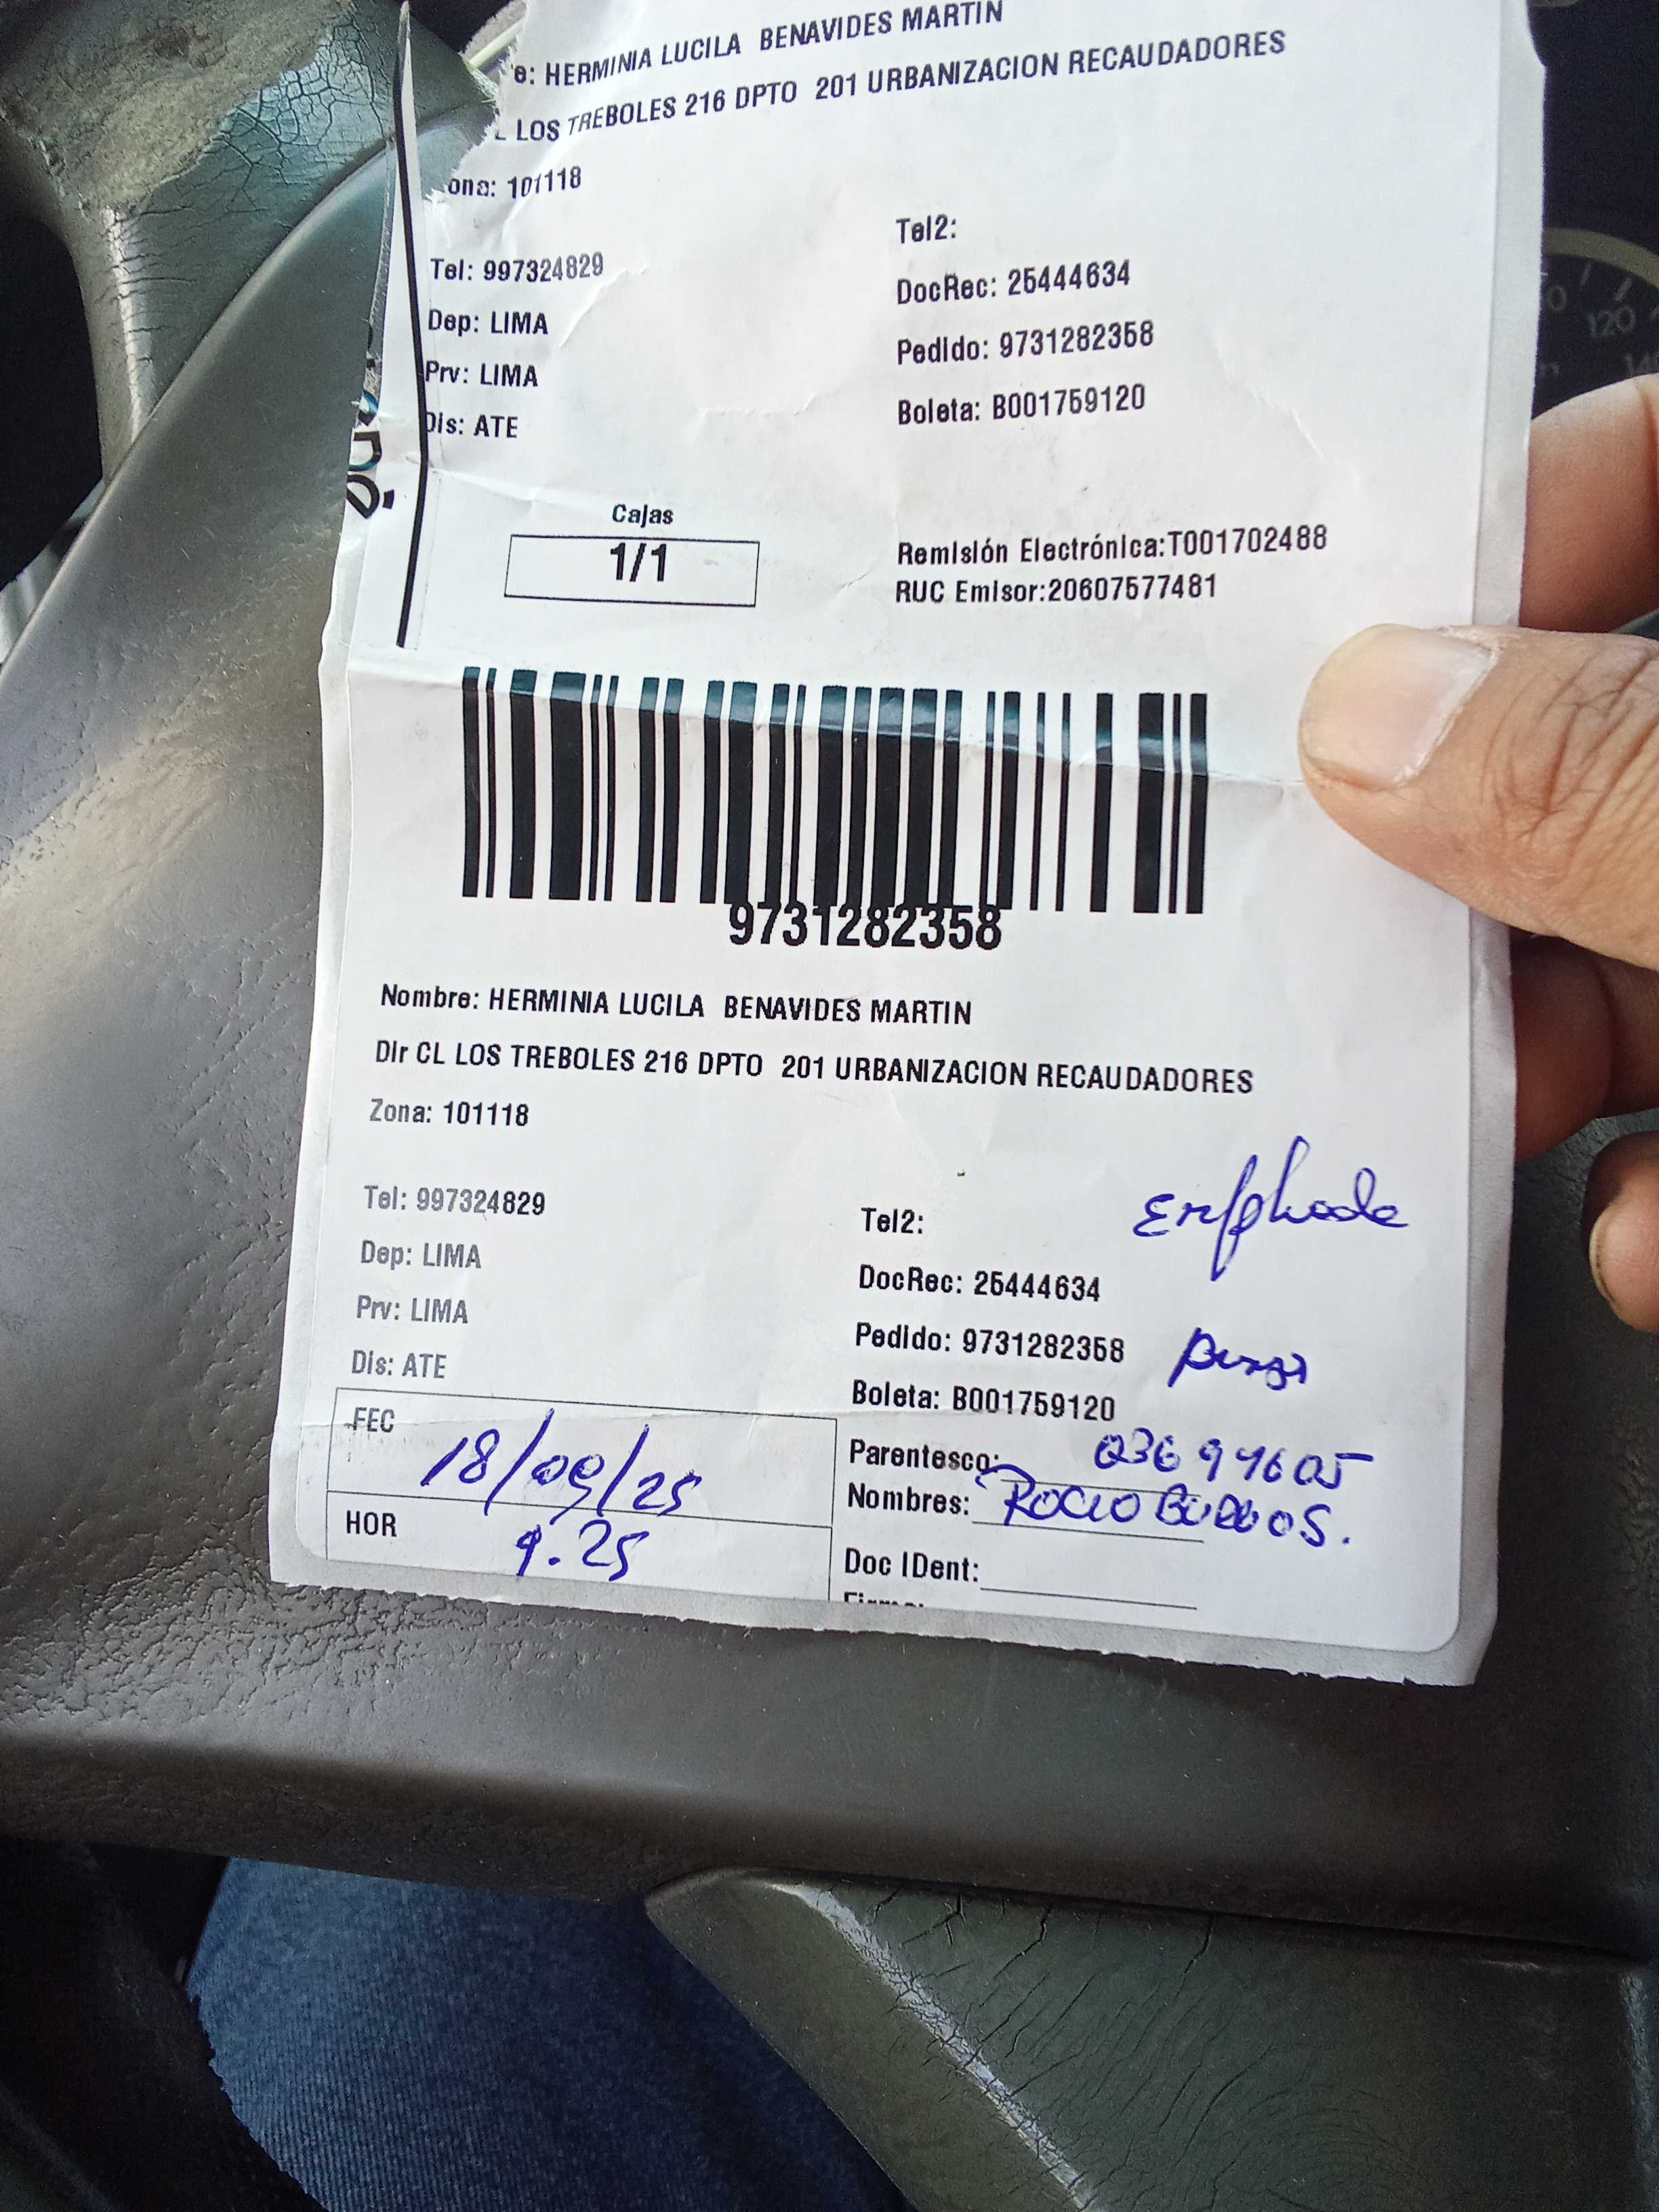 e: HERMINIA LUCILA BENAVIDES MARTIN
L LOS TREBOLES 216 DPTO 201 URBANIZACION RECAUDADORES
ona: 101118
Tel2:
Tel: 997324829
DocRec: 25444634
Dep: LIMA
Pedido: 9731282358
Prv: LIMA
Boleta: B001759120
Dis: ATE
Cajas
1/1
Remisión Electrónica:T001702488
RUC Emisor:20607577481
9731282358
Nombre: HERMINIA LUCILA BENAVIDES MARTIN
Dir CL LOS TREBOLES 216 DPTO 201 URBANIZACION RECAUDADORES
Zona: 101118
Tel: 997324829
Tel2:
Dep: LIMA
DocRec: 25444634
Prv: LIMA
Pedido: 9731282358
Dis: ATE
Boleta: B001759120
FEC 18/09/25
Parentesco: 03694605
Nombres: ROCIO BURGOS.
HOR 9.25
Doc IDent:
Firma: